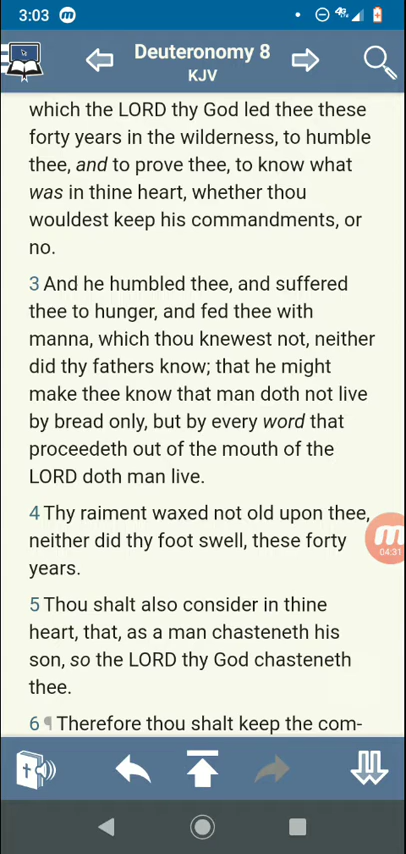 3:03
Deuteronomy 8
KJV
which the LORD thy God led thee these
forty years in the wilderness, to humble
thee, and to prove thee, to know what
was in thine heart, whether thou
wouldest keep his commandments, or
no.
3 And he humbled thee, and suffered
thee to hunger, and fed thee with
manna, which thou knewest not, neither
did thy fathers know; that he might
make thee know that man doth not live
by bread only, but by every word that
proceedeth out of the mouth of the
LORD doth man live.
4 Thy raiment waxed not old upon thee,
neither did thy foot swell, these forty
years.
04:31
5 Thou shalt also consider in thine
heart, that, as a man chasteneth his
son, so the LORD thy God chasteneth
thee.
6 ¶ Therefore thou shalt keep the com-